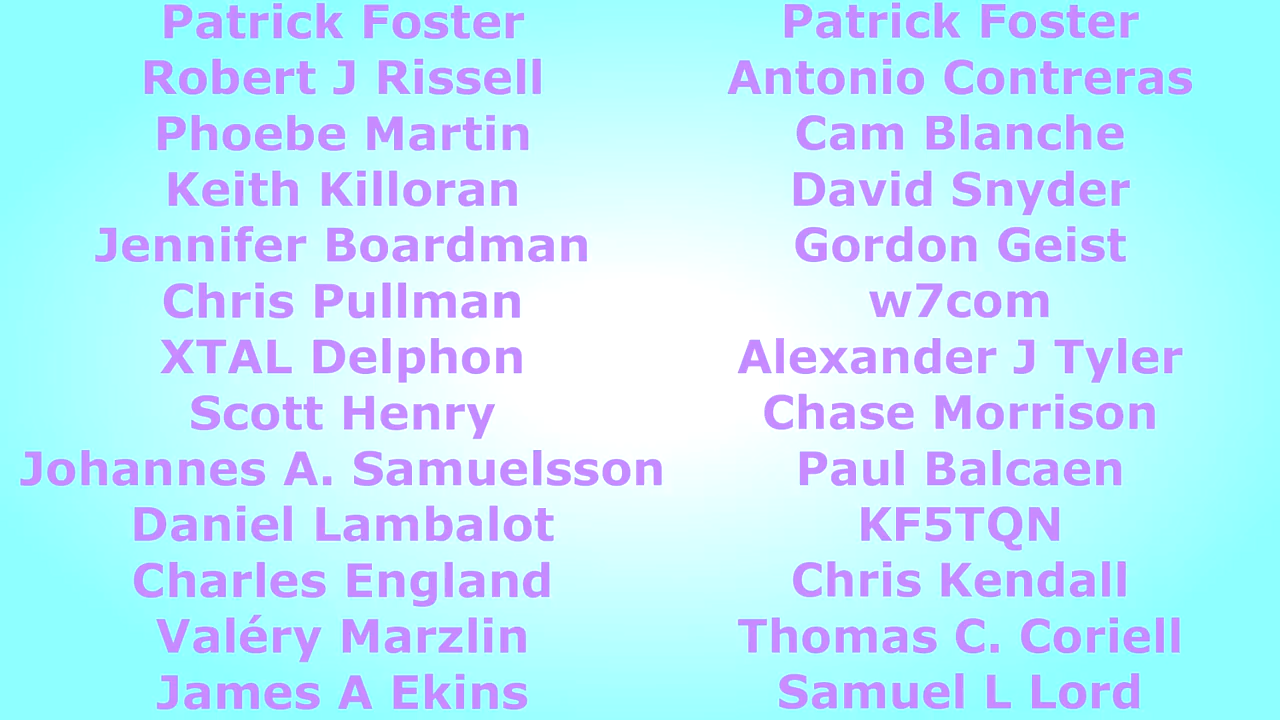 Patrick Foster
Robert J Rissell
Phoebe Martin
Keith Killoran
Jennifer Boardman
Chris Pullman
XTAL Delphon
Scott Henry
Johannes A. Samuelsson
Daniel Lambalot
Charles England
Valéry Marzlin
James A Ekins
Patrick Foster
Antonio Contreras
Cam Blanche
David Snyder
Gordon Geist
w7com
Alexander J Tyler
Chase Morrison
Paul Balcaen
KF5TQN
Chris Kendall
Thomas C. Coriell
Samuel L Lord